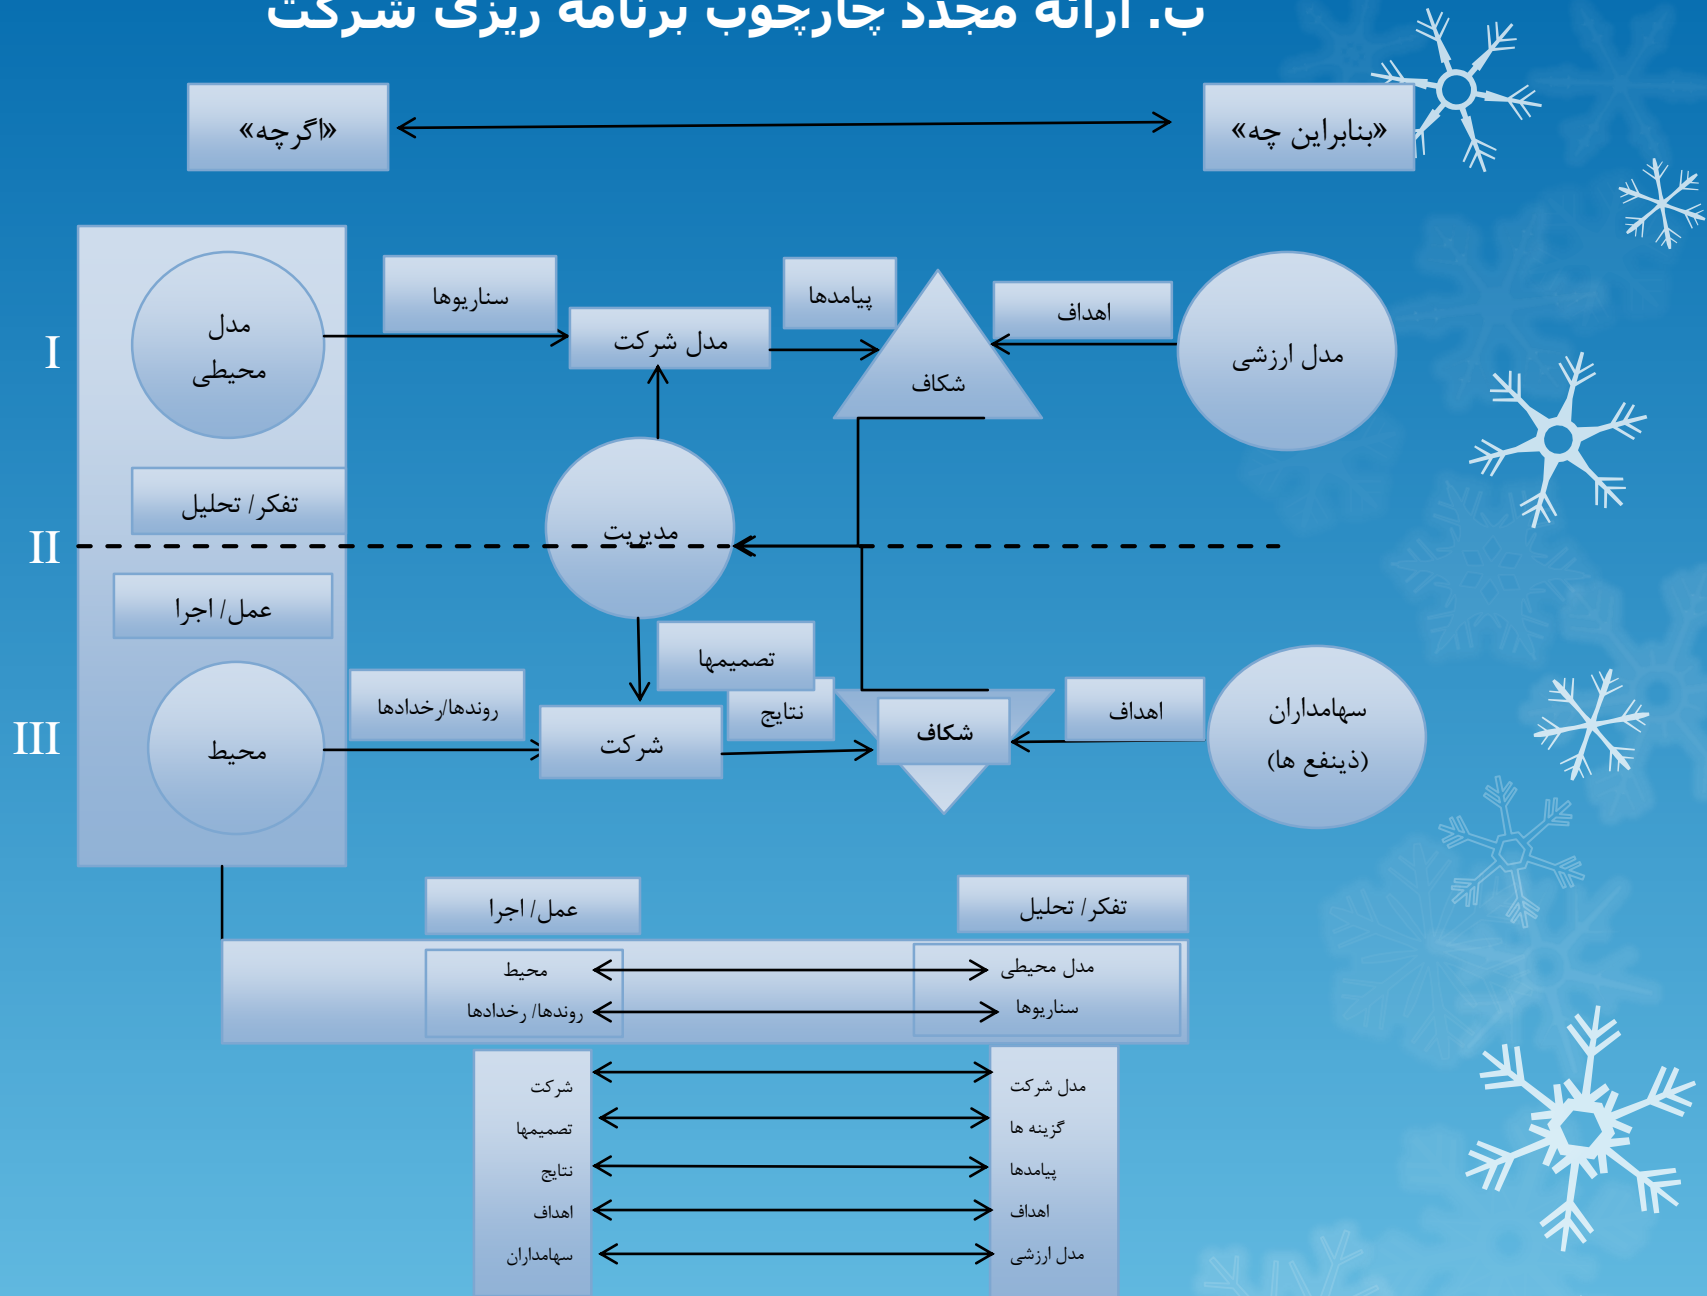 ب. ارائه مجدد چارچوب برنامه ریزی شرکت
«بنابراین چه»
«اگرچه»
مدل ارزشی
اهداف
شکاف
پیامدها
مدل شرکت
سناریوها
مدل
محیطی
I
تفکر/ تحلیل
مدیریت
II
عمل/ اجرا
سهامداران
(ذینفع ها)
اهداف
شکاف
نتایج
تصمیمها
شرکت
روندها/رخدادها
محیط
III
تفکر/ تحلیل
عمل/ اجرا
مدل محیطی
محیط
سناریوها
روندها/ رخدادها
مدل شرکت
شرکت
گزینه ها
تصمیمها
پیامدها
نتایج
اهداف
اهداف
مدل ارزشی
سهامداران